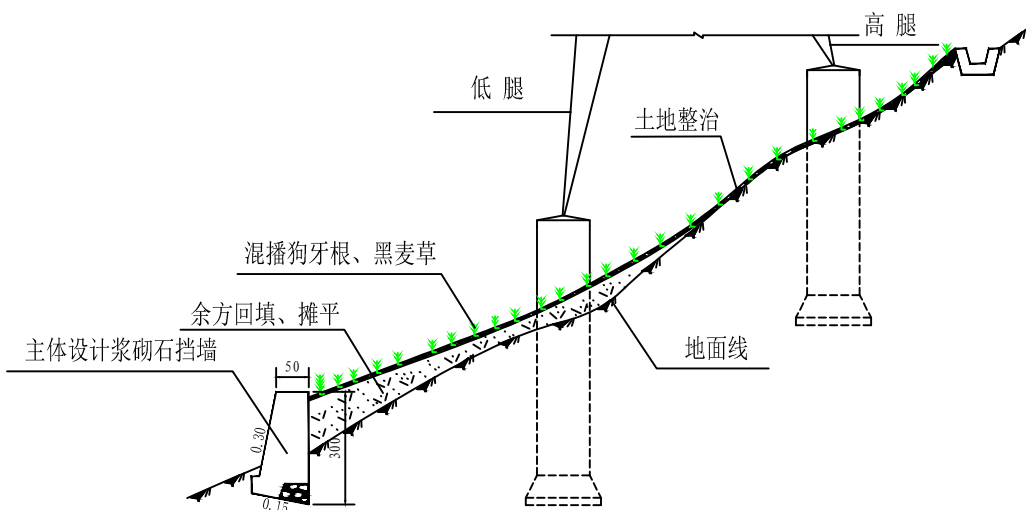 高 腿
低 腿
土地整治
混播狗牙根、黑麦草
余方回填、摊平
主体设计浆砌石挡墙
地面线
50
0.30
300
0.15